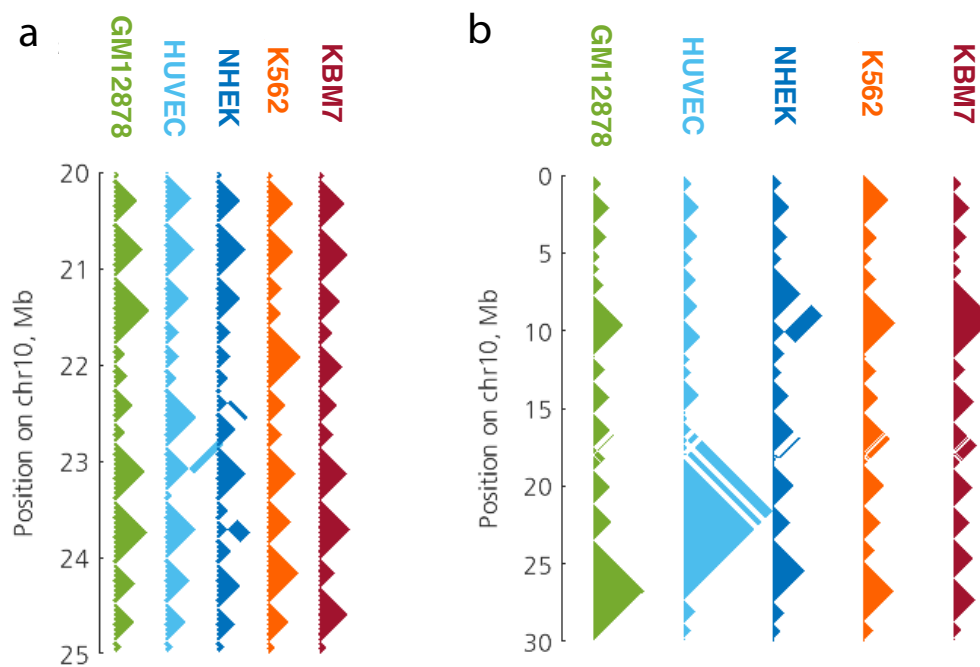 a
GM12878
HUVEC
NHEK
K562
KBM7
Position on chr10, Mb
20
21
22
23
24
25
b
GM12878
HUVEC
NHEK
K562
KBM7
Position on chr10, Mb
0
5
10
15
20
25
30